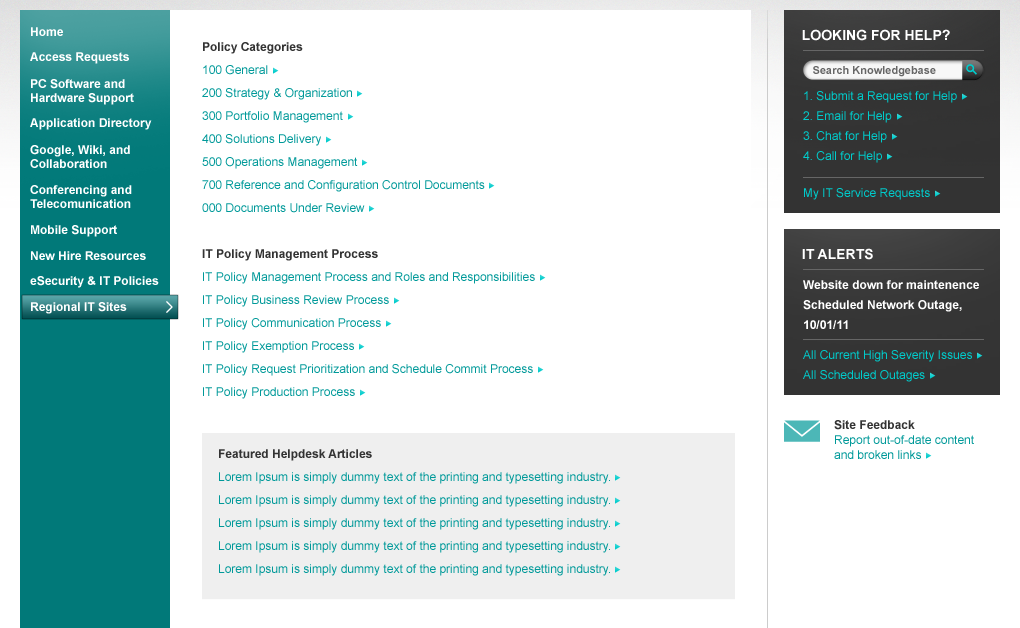 Home
Access Requests
PC Software and
Hardware Support
Application Directory
Google, Wiki, and
Collaboration
Conferencing and
Telecomunication
Mobile Support
New Hire Resources
eSecurity & IT Policies
Regional IT Sites
Policy Categories
100 General
200 Strategy & Organization
300 Portfolio Management
400 Solutions Delivery
500 Operations Management
700 Reference and Configuration Control Documents
000 Documents Under Review
IT Policy Management Process
IT Policy Management Process and Roles and Responsibilities
IT Policy Business Review Process
IT Policy Communication Process
IT Policy Exemption Process
IT Policy Request Prioritization and Schedule Commit Process
IT Policy Production Process
Featured Helpdesk Articles
Lorem Ipsum is simply dummy text of the printing and typesetting industry.
Lorem Ipsum is simply dummy text of the printing and typesetting industry.
Lorem Ipsum is simply dummy text of the printing and typesetting industry.
Lorem Ipsum is simply dummy text of the printing and typesetting industry.
Lorem Ipsum is simply dummy text of the printing and typesetting industry.
LOOKING FOR HELP?
Search Knowledgebase
1. Submit a Request for Help
2. Email for Help
3. Chat for Help
4. Call for Help
My IT Service Requests
IT ALERTS
Website down for maintenence
Scheduled Network Outage,
10/01/11
All Current High Severity Issues
All Scheduled Outages
Site Feedback
Report out-of-date content
and broken links